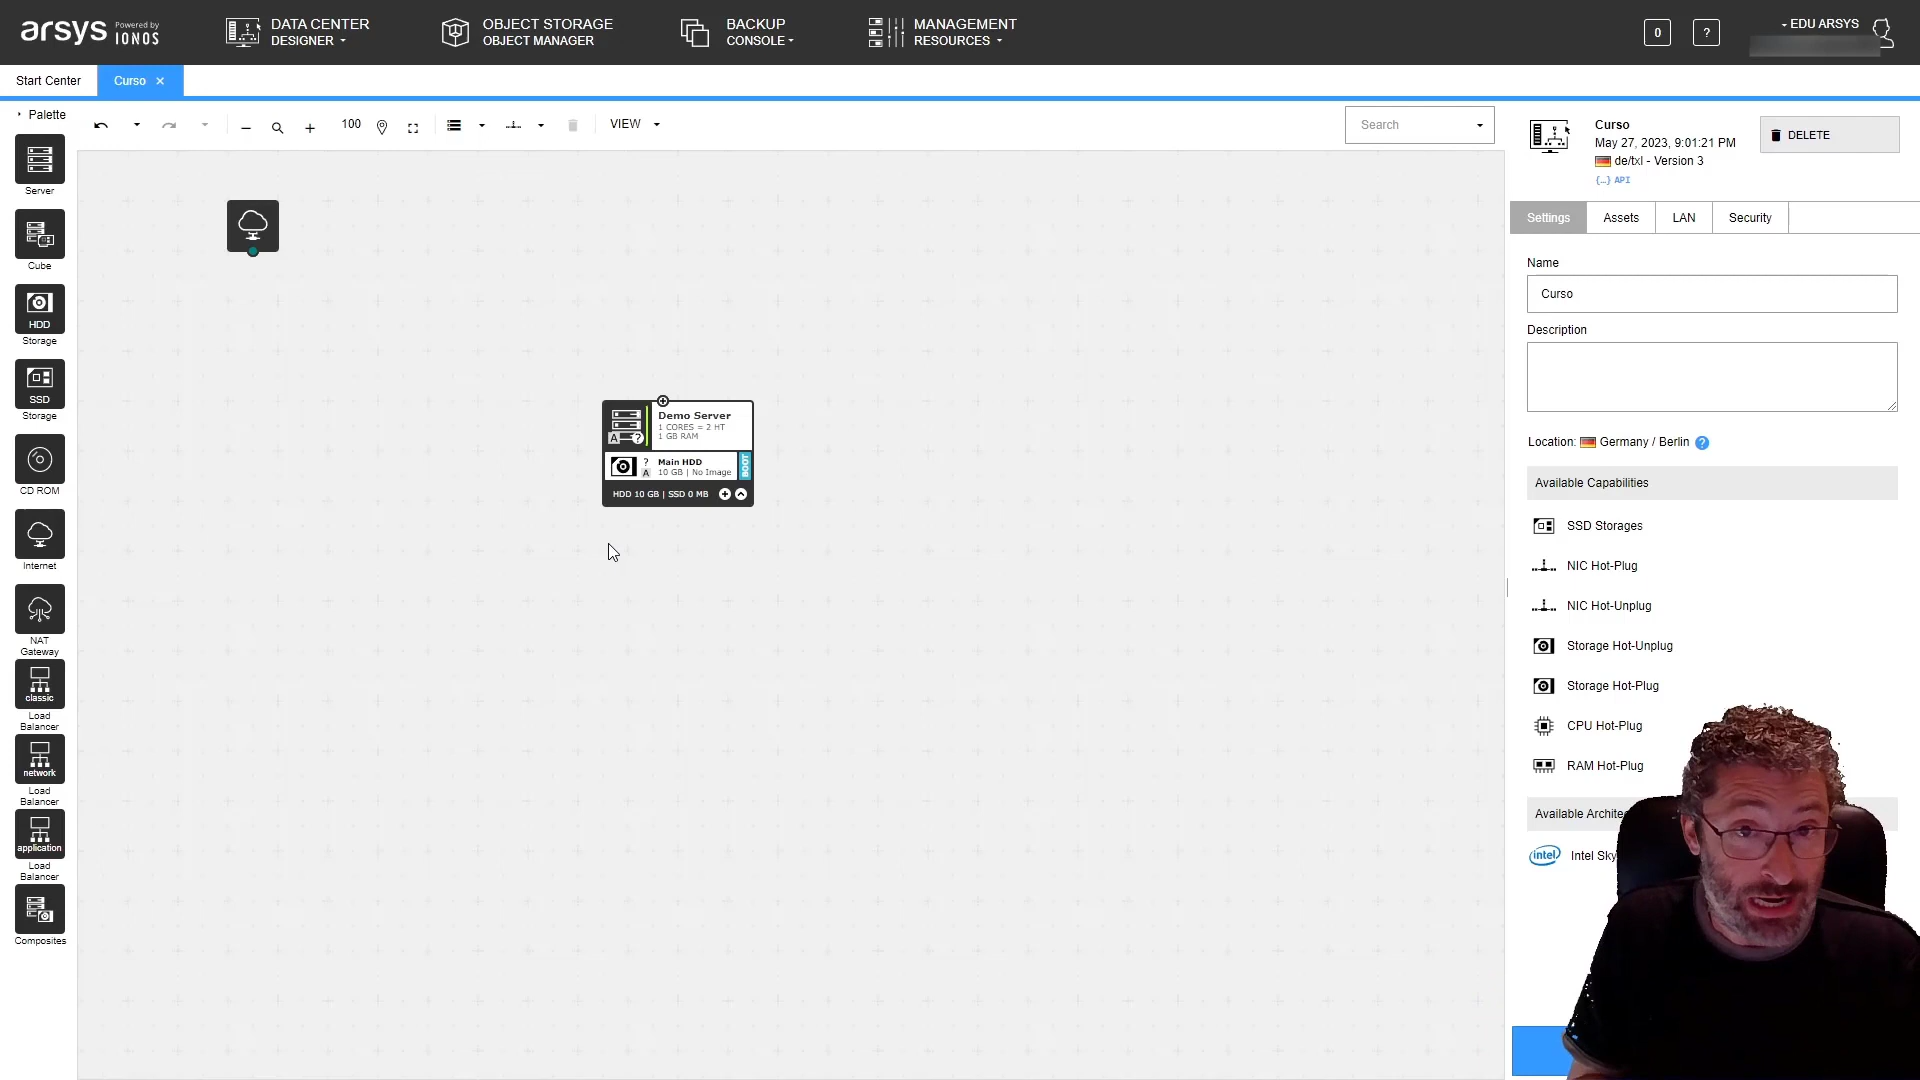 arsys Powered by IONOS
DATA CENTER
DESIGNER
OBJECT STORAGE
OBJECT MANAGER
BACKUP
CONSOLE
MANAGEMENT
RESOURCES
0
?
- EDU ARSYS
Start Center
Curso
Palette
100
VIEW
Search
Server
Cube
HDD
Storage
SSD
Storage
CD ROM
Internet
NAT
Gateway
classic
Load
Balancer
network
Load
Balancer
application
Load
Balancer
Composites
Demo Server
1 CORES = 2 HT
1 GB RAM
A ?
? A
Main HDD
10 GB | No Image
BOOT
HDD 10 GB | SSD 0 MB
Curso
May 27, 2023, 9:01:21 PM
de/txl - Version 3
{...} API
DELETE
Settings
Assets
LAN
Security
Name
Curso
Description
Location: Germany / Berlin ?
Available Capabilities
SSD Storages
NIC Hot-Plug
NIC Hot-Unplug
Storage Hot-Unplug
Storage Hot-Plug
CPU Hot-Plug
RAM Hot-Plug
Available
intel Intel